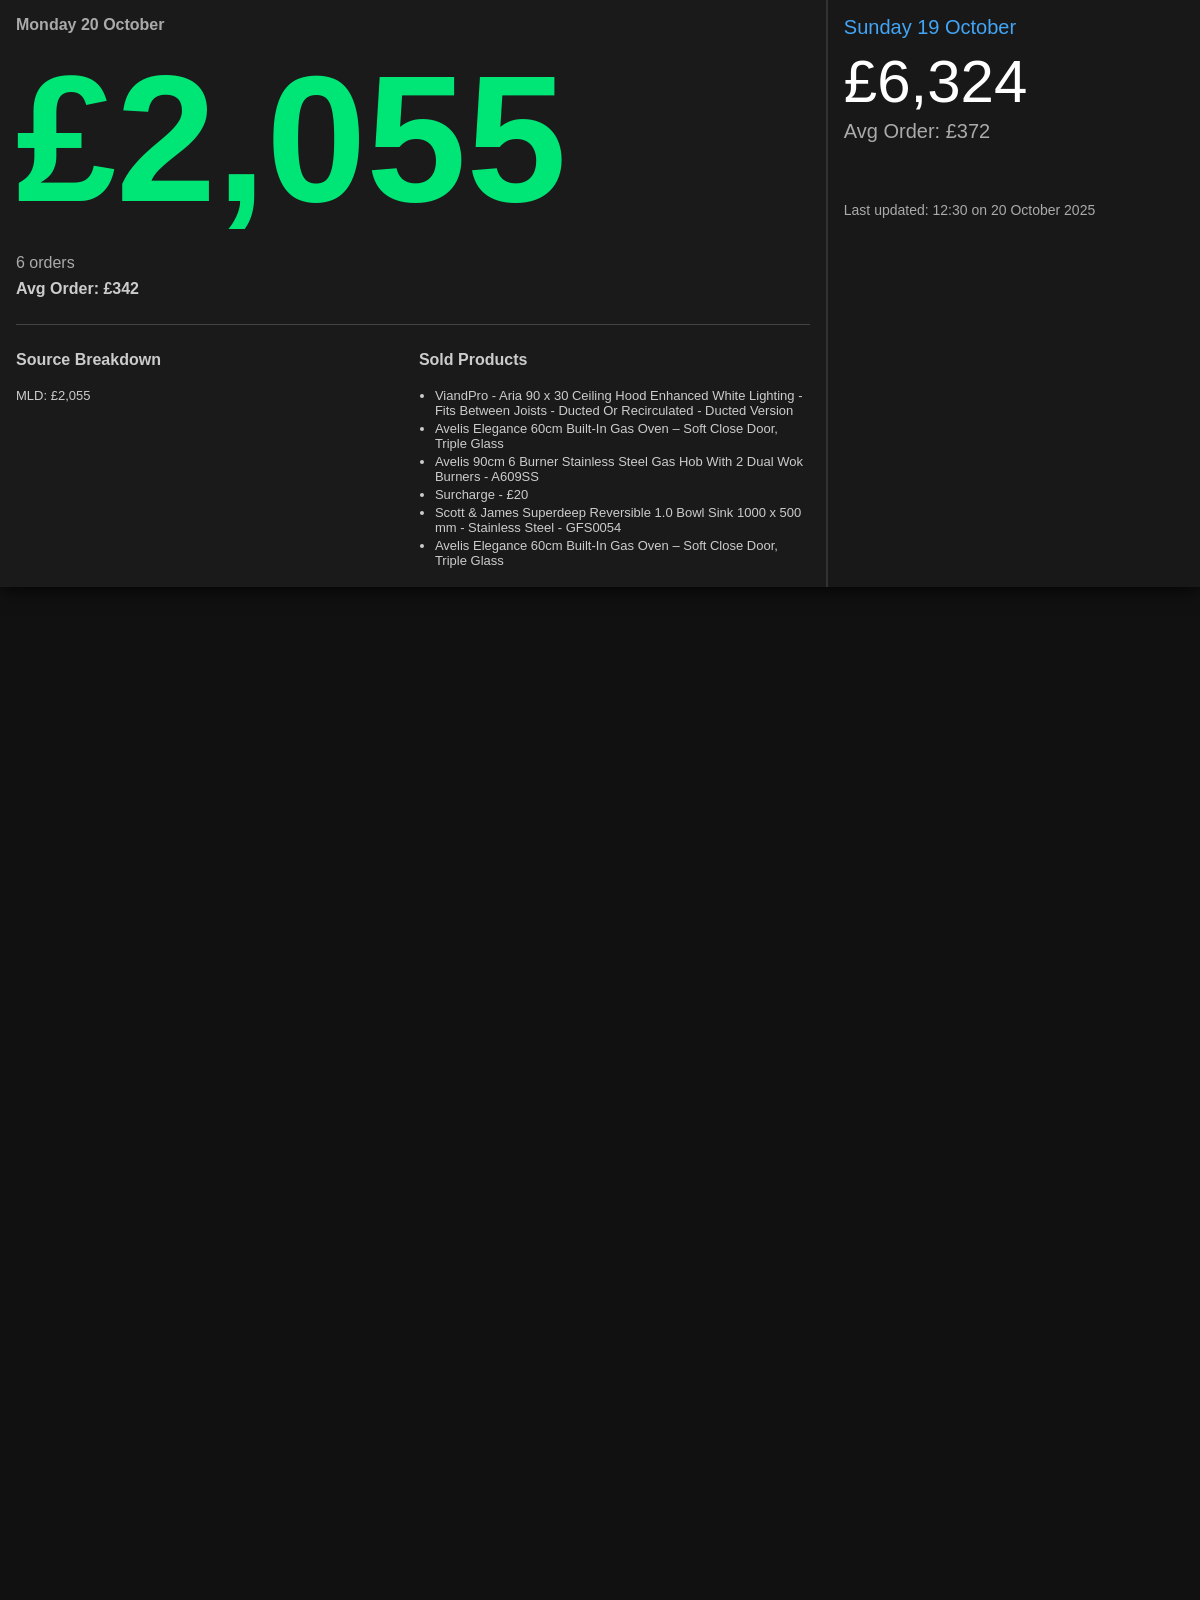 Monday 20 October
£2,055
6 orders
Avg Order: £342
Source Breakdown
MLD: £2,055
Sold Products
• ViandPro - Aria 90 x 30 Ceiling Hood Enhanced White Lighting -
Fits Between Joists - Ducted Or Recirculated - Ducted Version
• Avelis Elegance 60cm Built-In Gas Oven – Soft Close Door,
Triple Glass
• Avelis 90cm 6 Burner Stainless Steel Gas Hob With 2 Dual Wok
Burners - A609SS
• Surcharge - £20
• Scott & James Superdeep Reversible 1.0 Bowl Sink 1000 x 500
mm - Stainless Steel - GFS0054
• Avelis Elegance 60cm Built-In Gas Oven – Soft Close Door,
Triple Glass
Sunday 19 October
£6,324
Avg Order: £372
Last updated: 12:30 on 20 October 2025